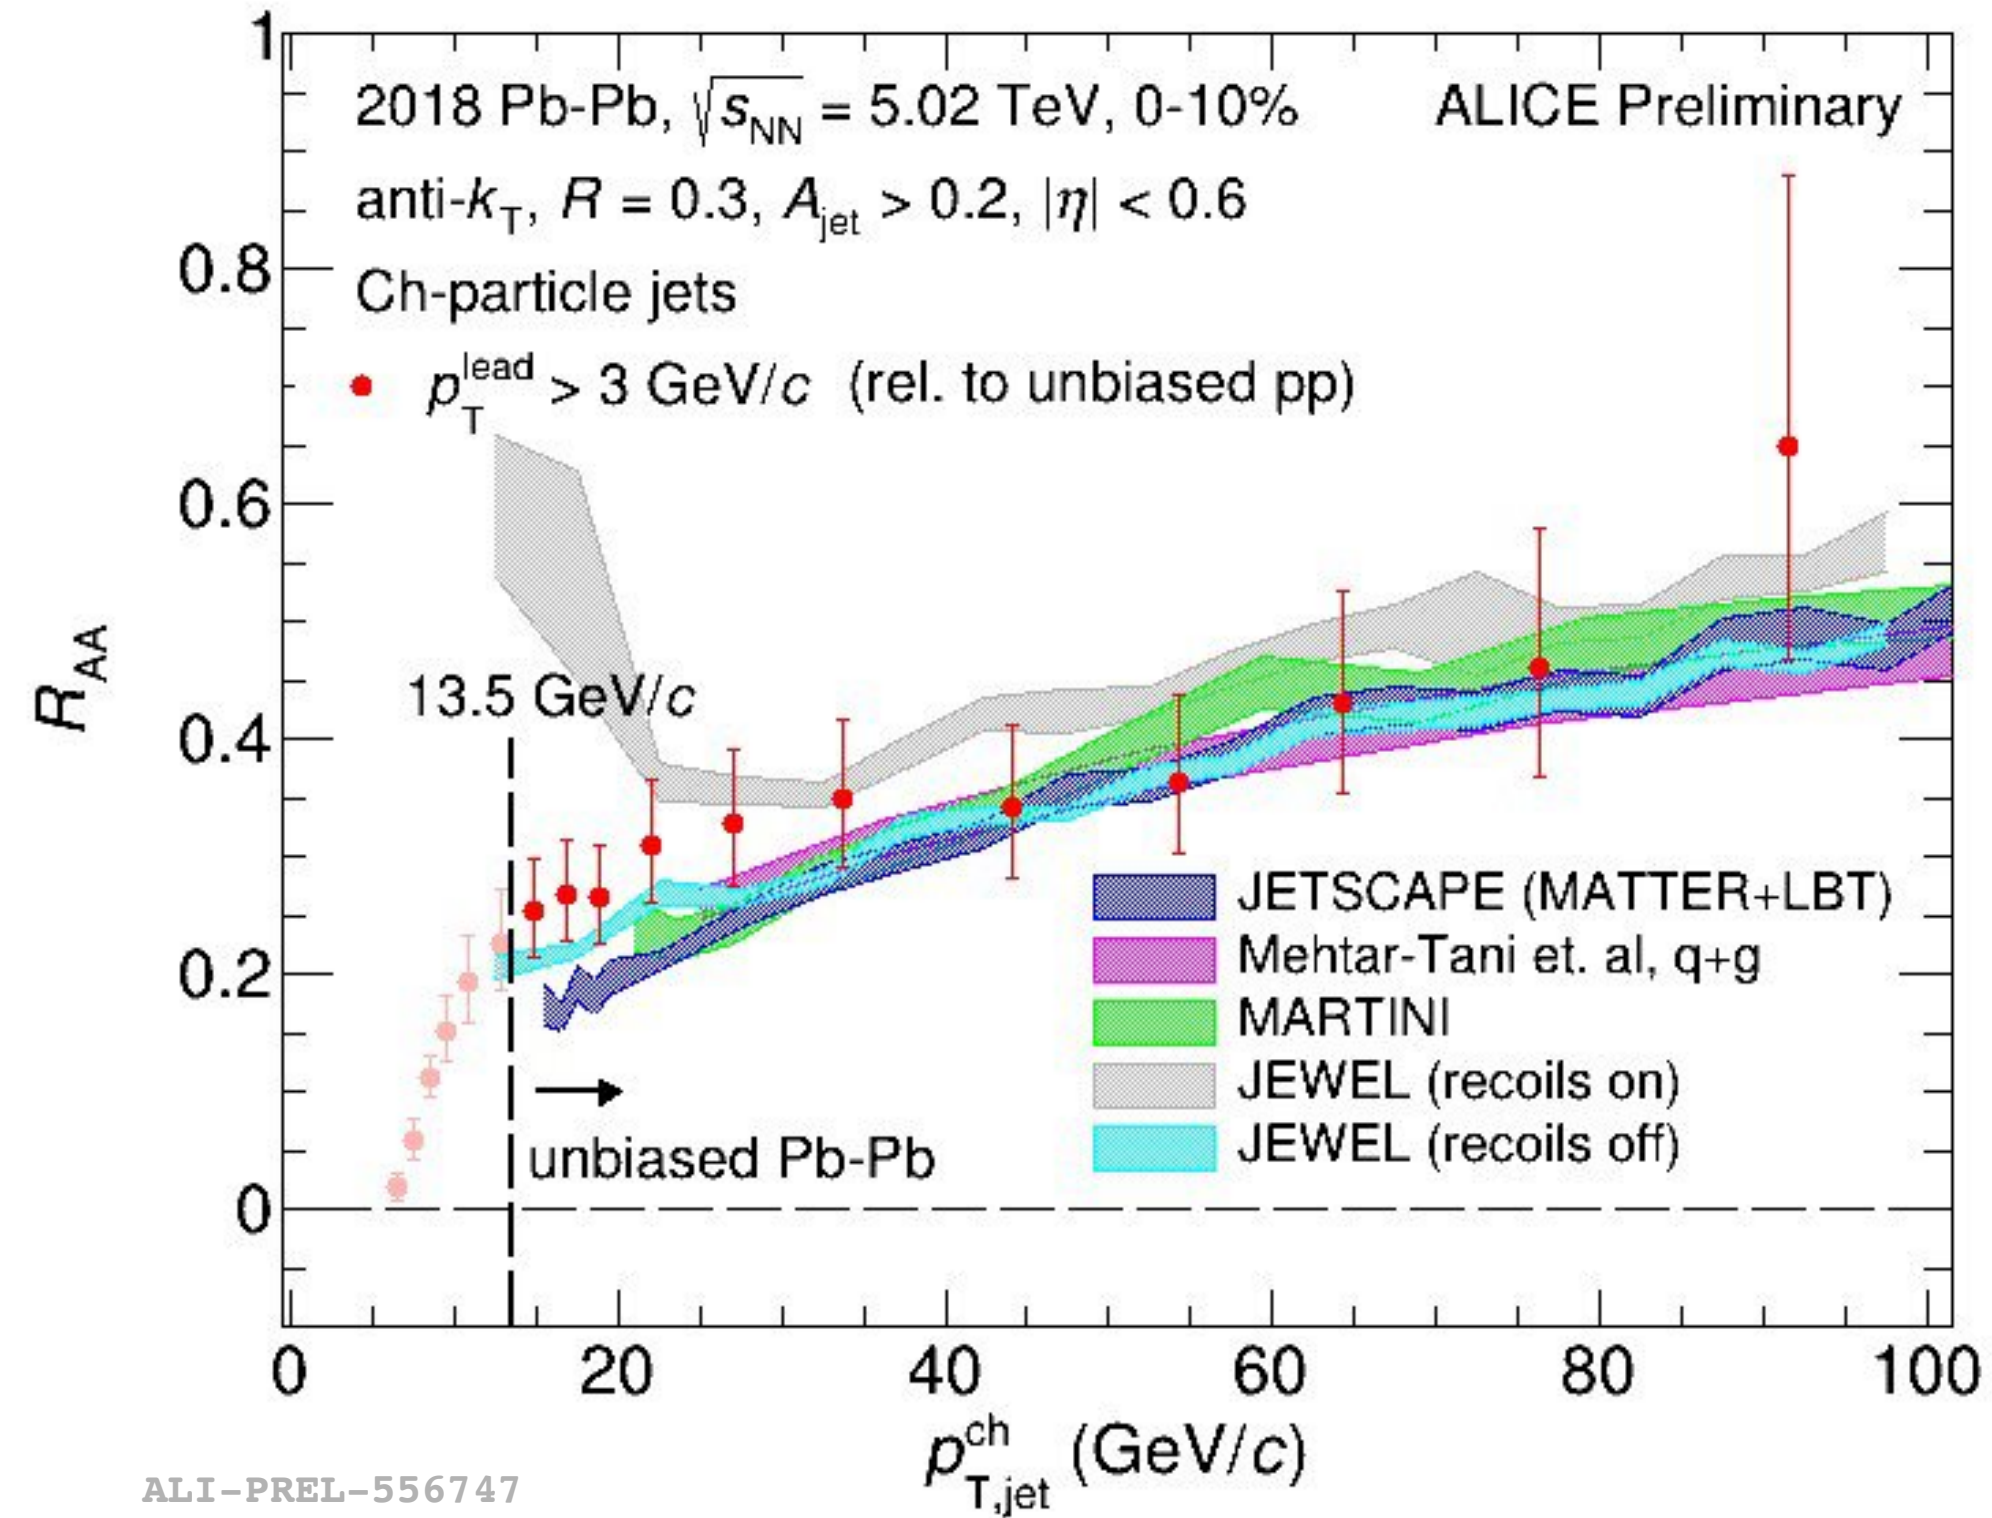 2018 Pb-Pb, √sNN = 5.02 TeV, 0-10%
ALICE Preliminary
anti-kT, R = 0.3, Ajet > 0.2, |η| < 0.6
Ch-particle jets
pTlead > 3 GeV/c (rel. to unbiased pp)
13.5 GeV/c
unbiased Pb-Pb
JETSCAPE (MATTER+LBT)
Mehtar-Tani et. al, q+g
MARTINI
JEWEL (recoils on)
JEWEL (recoils off)
RAA
1
0.8
0.6
0.4
0.2
0
0 20 40 60 80 100
pT,jetch (GeV/c)
ALI-PREL-556747